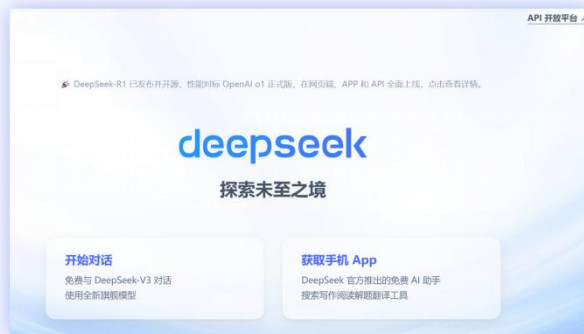 API 开放平台
🎉 DeepSeek-R1 已发布并开源，性能对标 OpenAI o1 正式版，在网页端、APP 和 API 全面上线，点击查看详情。
deepseek
探索未至之境
开始对话
免费与 DeepSeek-V3 对话
使用全新旗舰模型
获取手机 App
DeepSeek 官方推出的免费 AI 助手
搜索写作阅读解题翻译工具